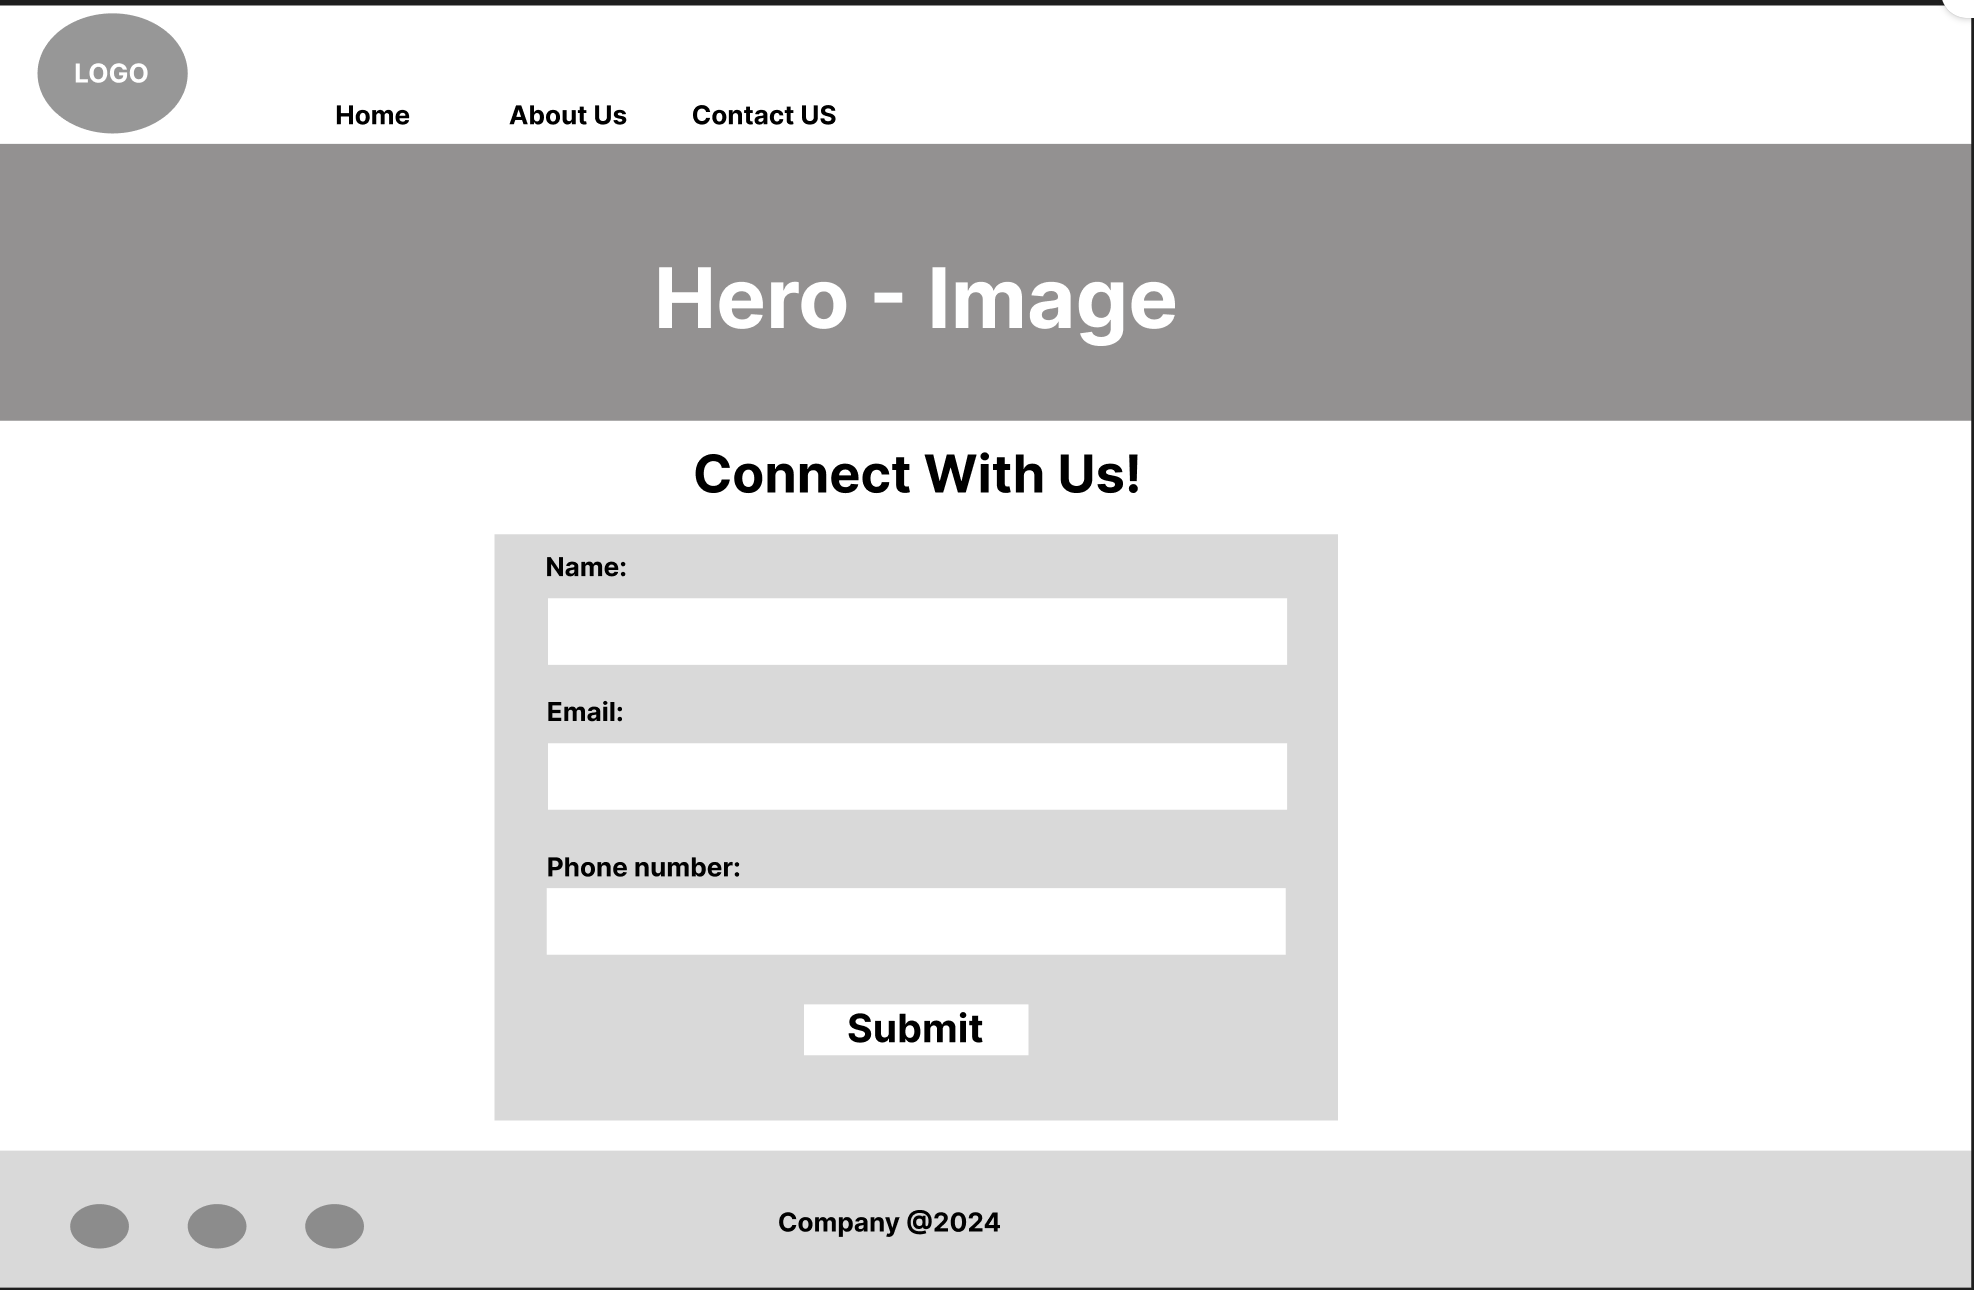 LOGO
Home About Us Contact US
Hero - Image
Connect With Us!
Name:
Email:
Phone number:
Submit
Company @2024